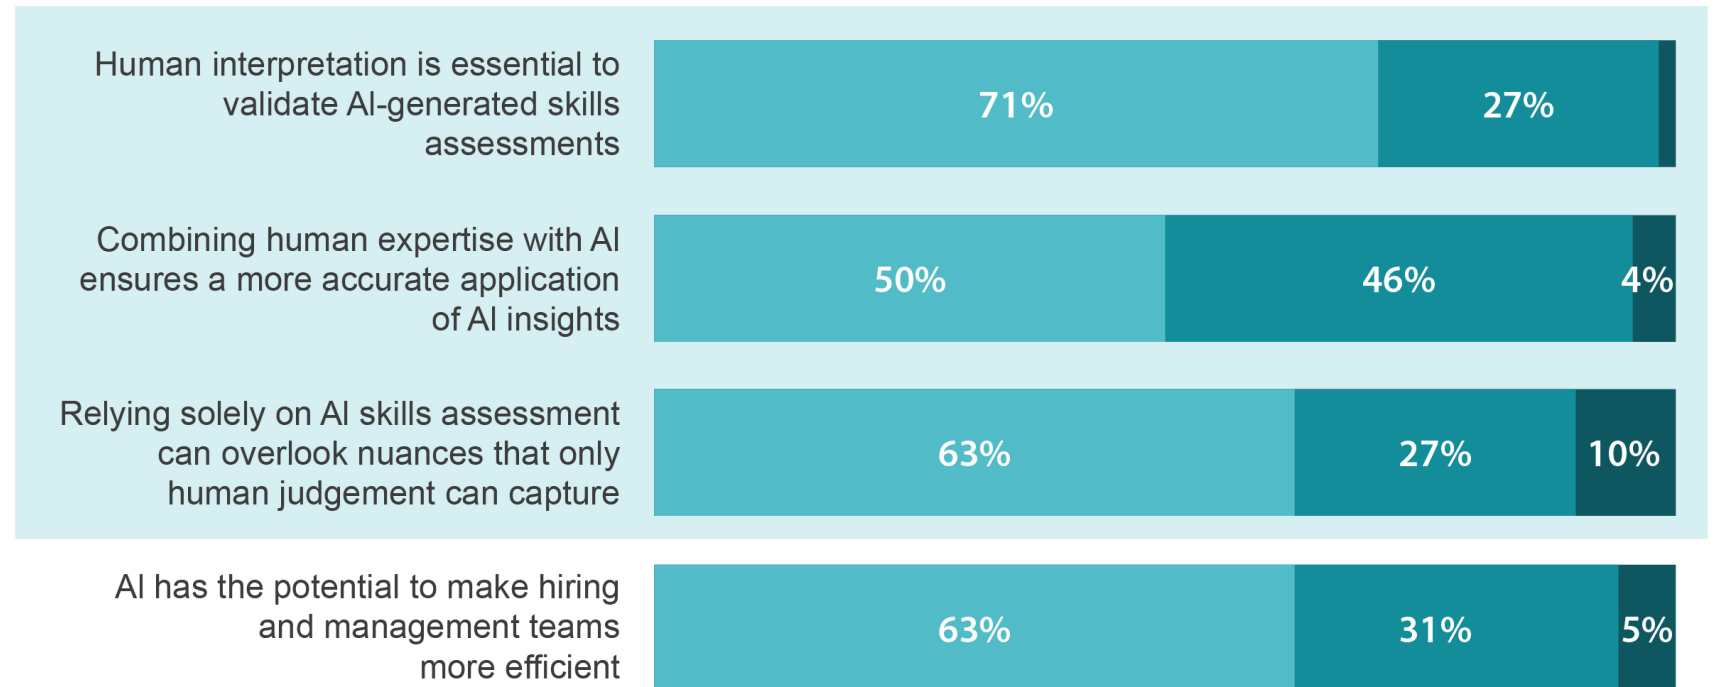 Human interpretation is essential to
validate AI-generated skills
assessments
71%
27%
Combining human expertise with AI
ensures a more accurate application
of AI insights
50%
46%
4%
Relying solely on AI skills assessment
can overlook nuances that only
human judgement can capture
63%
27%
10%
AI has the potential to make hiring
and management teams
more efficient
63%
31%
5%